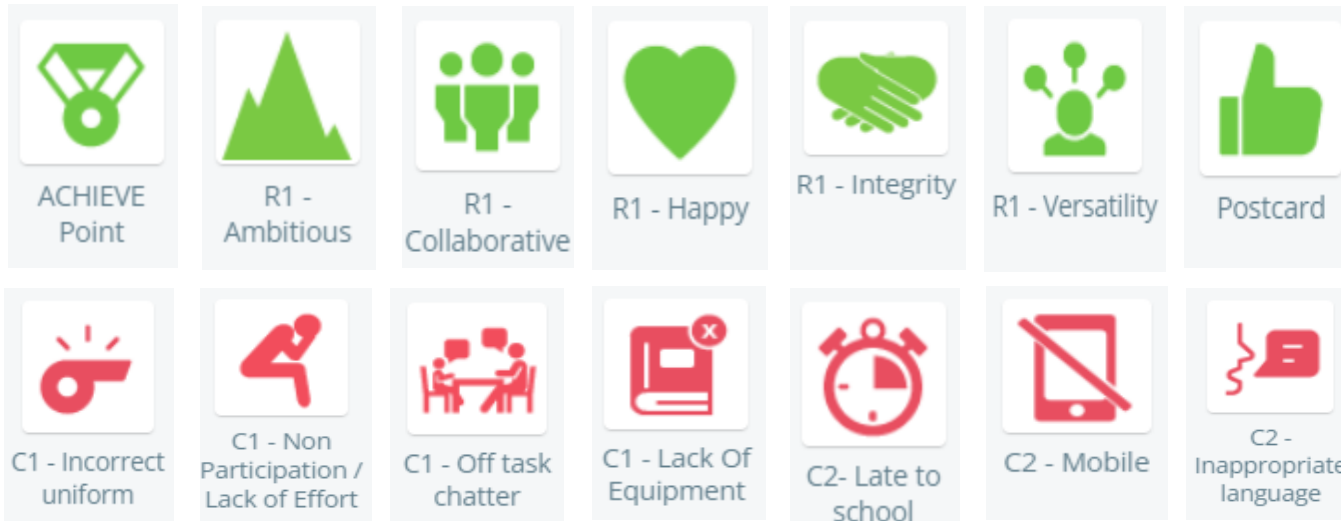 ACHIEVE
Point
R1 -
Ambitious
R1 -
Collaborative
R1 - Happy
R1 - Integrity
R1 - Versatility
Postcard
C1 - Incorrect
uniform
C1 - Non
Participation /
Lack of Effort
C1 - Off task
chatter
C1 - Lack Of
Equipment
C2- Late to
school
C2 - Mobile
C2 -
Inappropriate
language